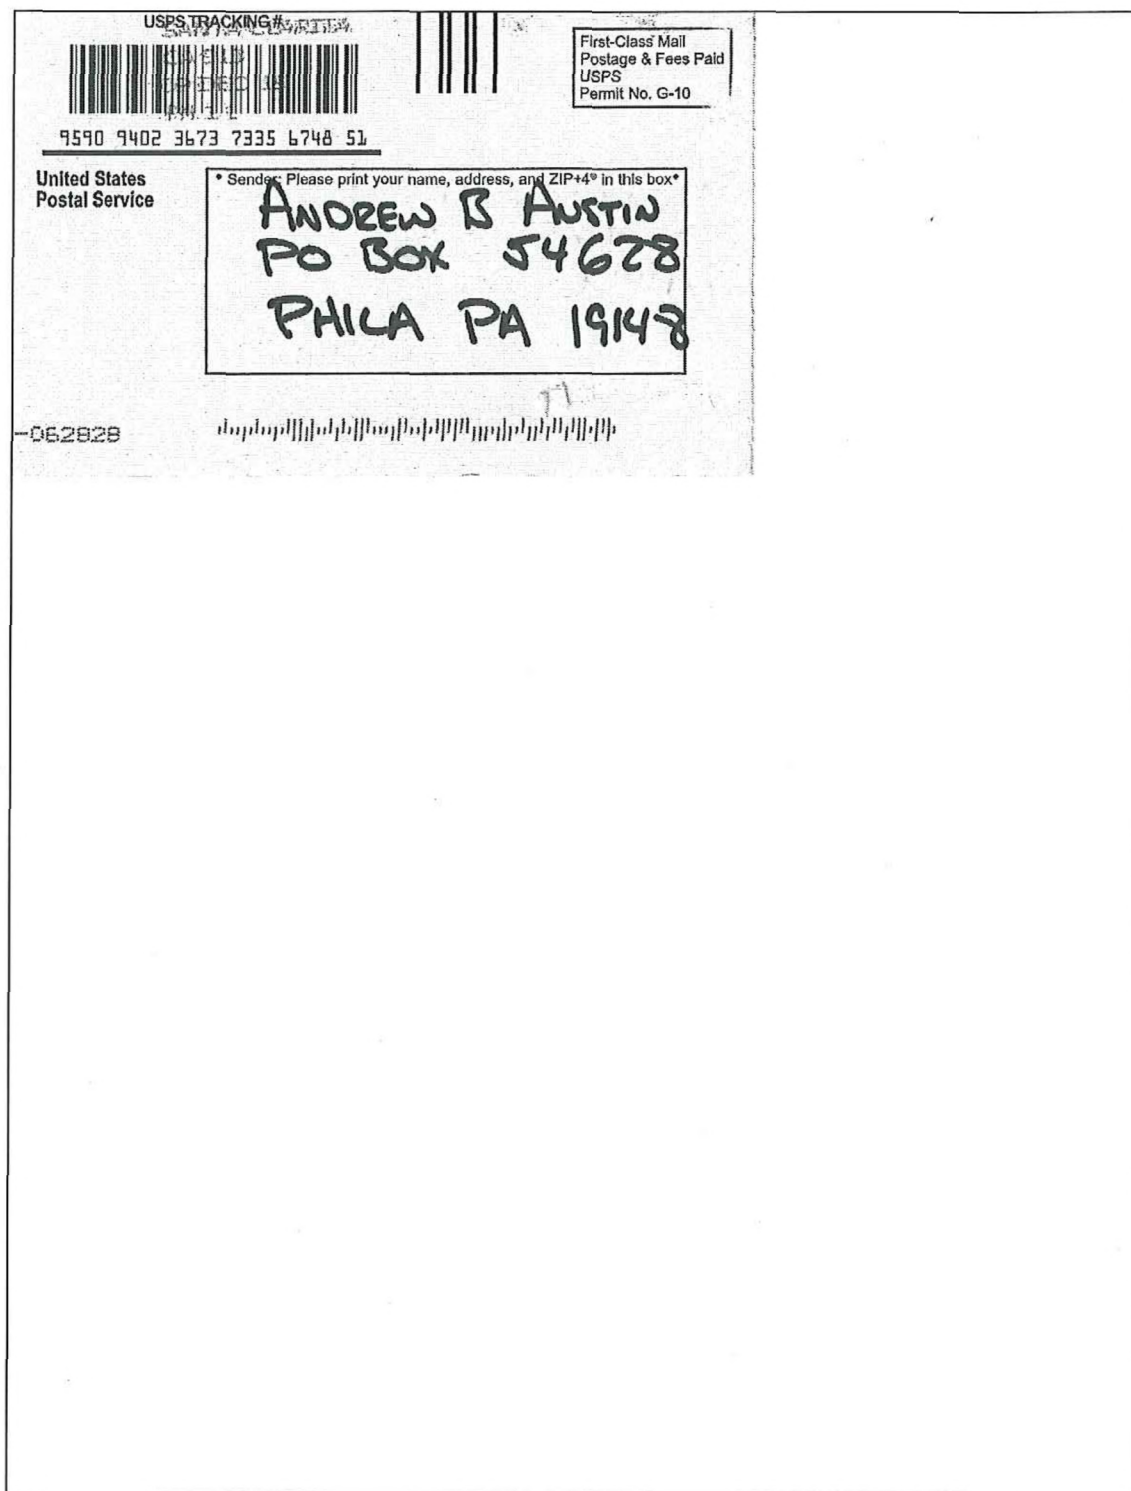 USPS TRACKING #
SANTA CLARITA
9590 9402 3673 7335 6748 51
First-Class Mail
Postage & Fees Paid
USPS
Permit No. G-10
United States
Postal Service
• Sender: Please print your name, address, and ZIP+4® in this box•
ANDREW B AUSTIN
PO BOX 54628
PHILA PA 19148
-062828